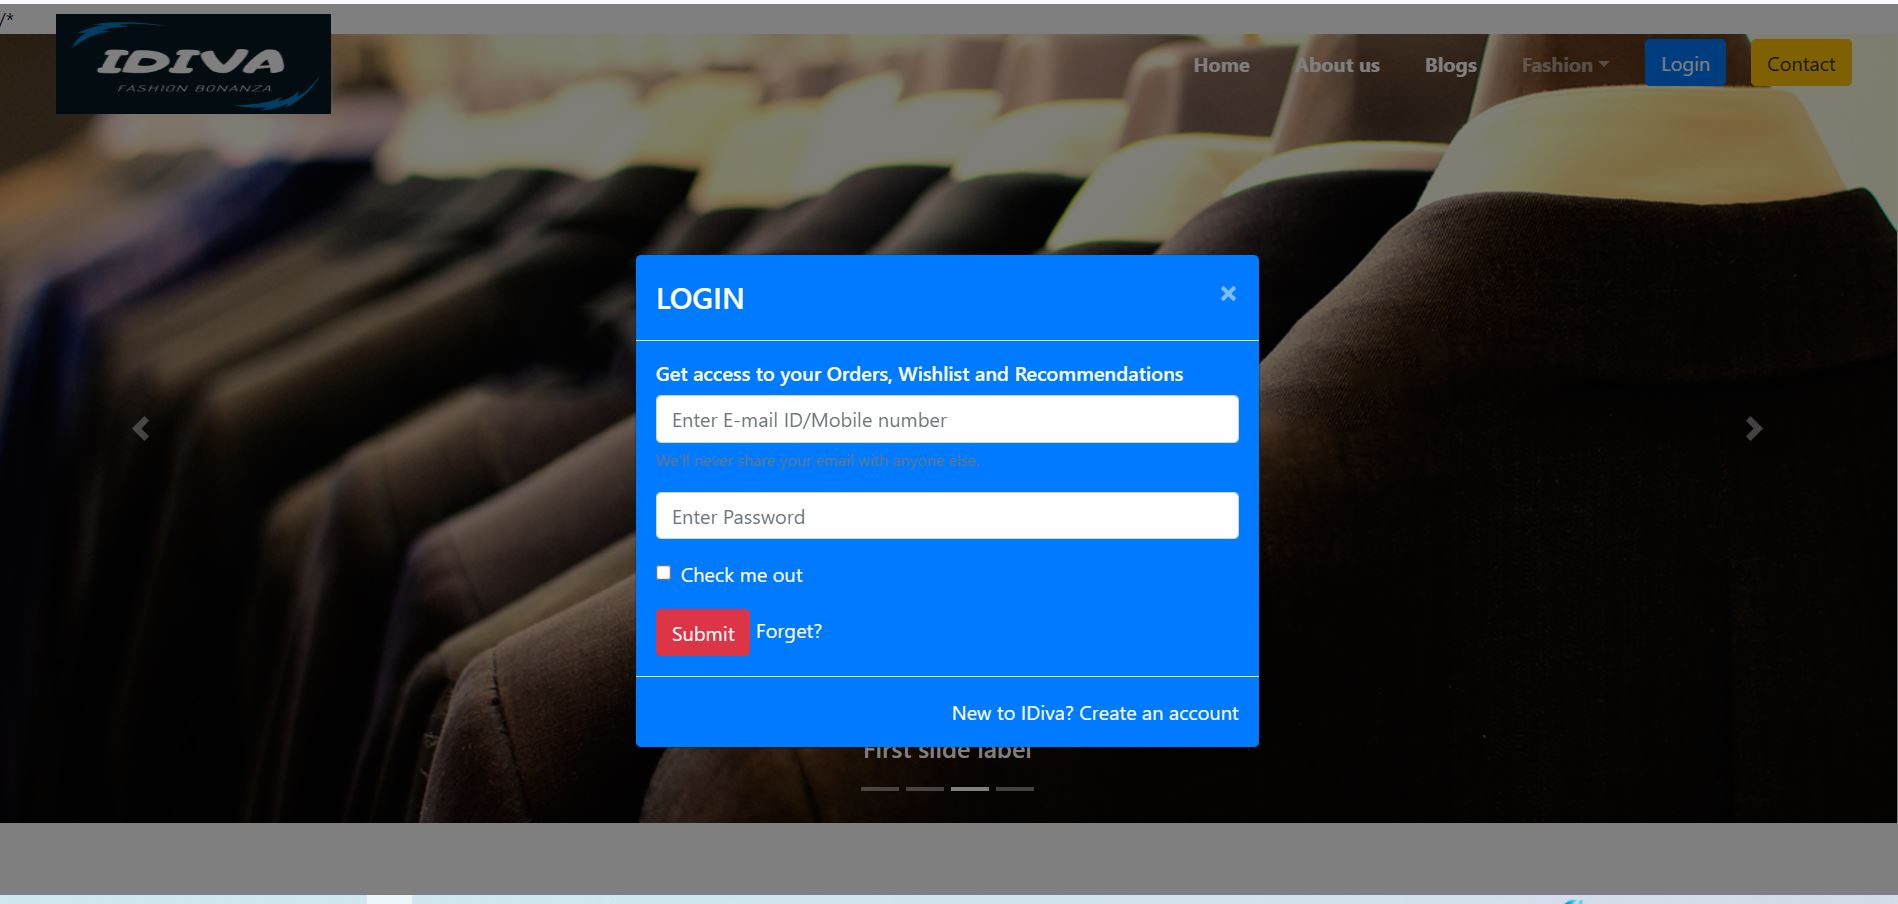 /*
IDIVA
FASHION BONANZA
Home About us Blogs Fashion Login Contact
LOGIN ×
Get access to your Orders, Wishlist and Recommendations
Enter E-mail ID/Mobile number
We'll never share your email with anyone else.
Enter Password
Check me out
Submit Forget?
New to IDiva? Create an account
First slide label